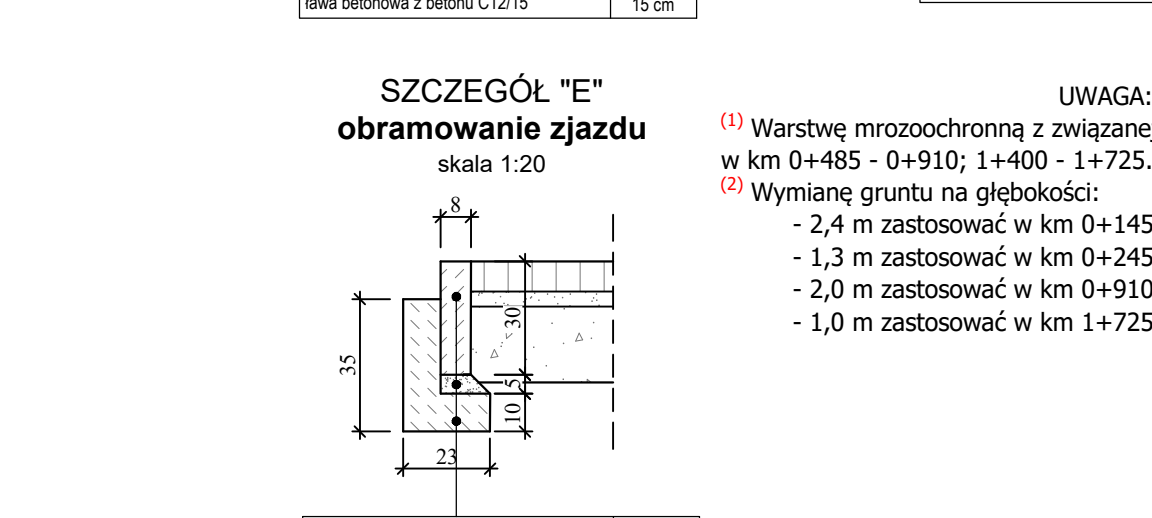 ława betonowa z betonu C12/15 15 cm
SZCZEGÓŁ "E"
obramowanie zjazdu
skala 1:20
8
35
30
5
10
23
UWAGA:
(1) Warstwę mrozoochronną z związanej
w km 0+485 - 0+910; 1+400 - 1+725.
(2) Wymianę gruntu na głębokości:
- 2,4 m zastosować w km 0+145
- 1,3 m zastosować w km 0+245
- 2,0 m zastosować w km 0+910
- 1,0 m zastosować w km 1+725